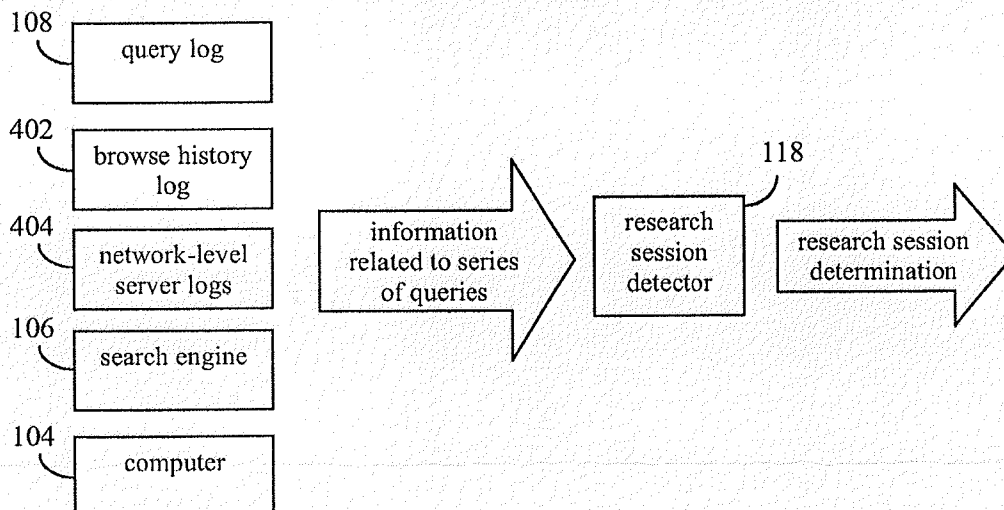 108
query log
402
browse history
log
404
network-level
server logs
106
search engine
104
computer
information
related to series
of queries
118
research
session
detector
research session
determination